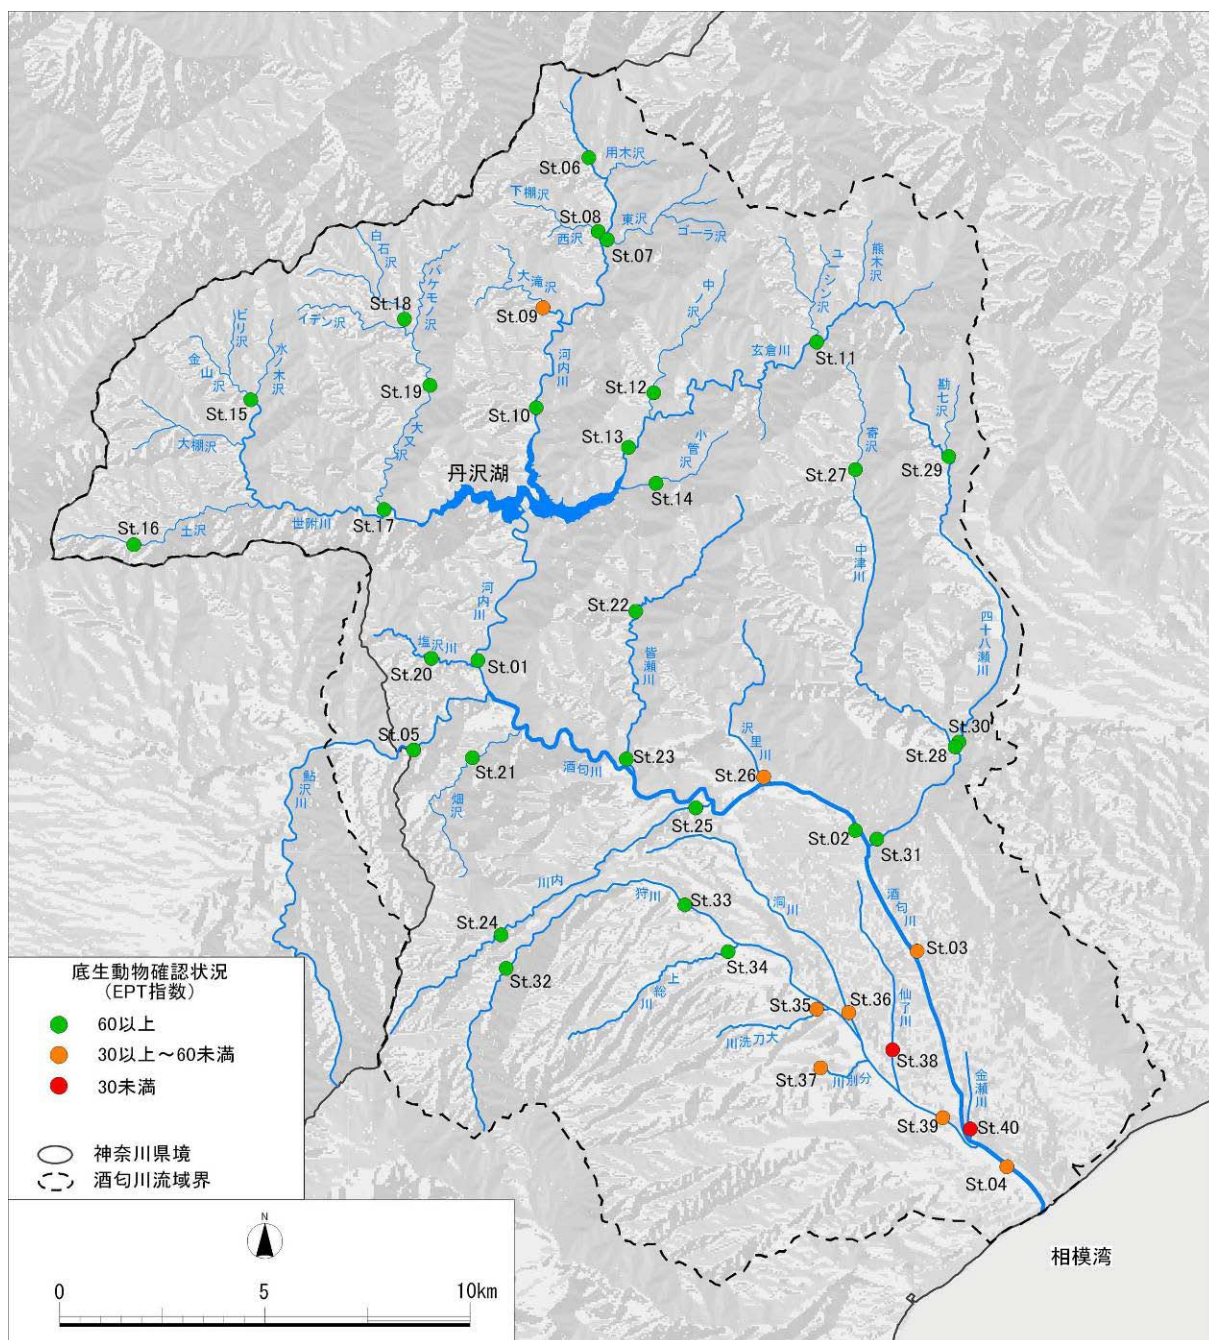 用木沢
St.06
下棚沢
St.08
東沢
西沢
ゴーラ沢
St.07
白石沢
バケモノ沢
大滝沢
中ノ沢
ユーシン沢
熊木沢
St.18
イデン沢
St.09
ビリ沢
水ノ木沢
金山沢
河内川
玄倉川
St.11
勘七沢
St.19
St.12
St.15
St.10
大又沢
小菅沢
寄沢
大棚沢
St.13
丹沢湖
St.14
St.27
St.29
世附川
St.17
St.16
土沢
河内川
中津川
St.22
四十八瀬川
塩沢川
皆瀬川
St.20
St.01
沢里川
St.30
St.05
St.28
St.21
酒匂川
St.23
St.26
鮎沢川
畑沢
St.25
St.02
St.31
川内
狩川
洞川
酒匂川
St.33
St.24
St.03
St.32
St.34
川総上
仙了川
St.35
St.36
川洗刀大
St.38
St.37
川別分
金瀬川
St.39
St.40
St.04
底生動物確認状況
(EPT指数)
60以上
30以上～60未満
30未満
神奈川県境
酒匂川流域界
N
0 5 10km
相模湾